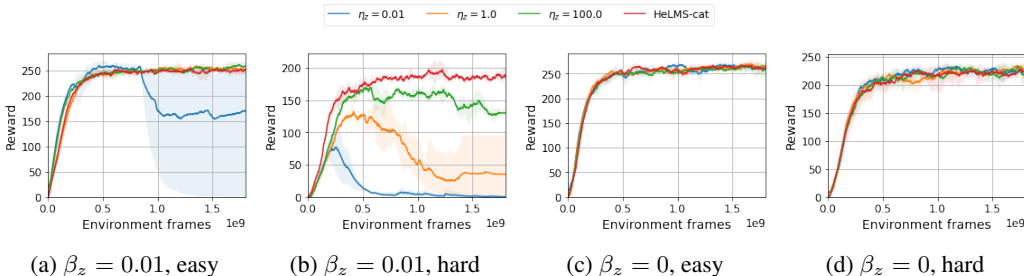 η_z = 0.01 η_z = 1.0 η_z = 100.0 HeLMS-cat
Reward
250
200
150
100
50
0
0.0 0.5 1.0 1.5
1e9
Environment frames
(a) β_z = 0.01, easy
Reward
200
150
100
50
0
0.0 0.5 1.0 1.5
1e9
Environment frames
(b) β_z = 0.01, hard
Reward
250
200
150
100
50
0
0.0 0.5 1.0 1.5
1e9
Environment frames
(c) β_z = 0, easy
Reward
250
200
150
100
50
0
0.0 0.5 1.0 1.5
1e9
Environment frames
(d) β_z = 0, hard